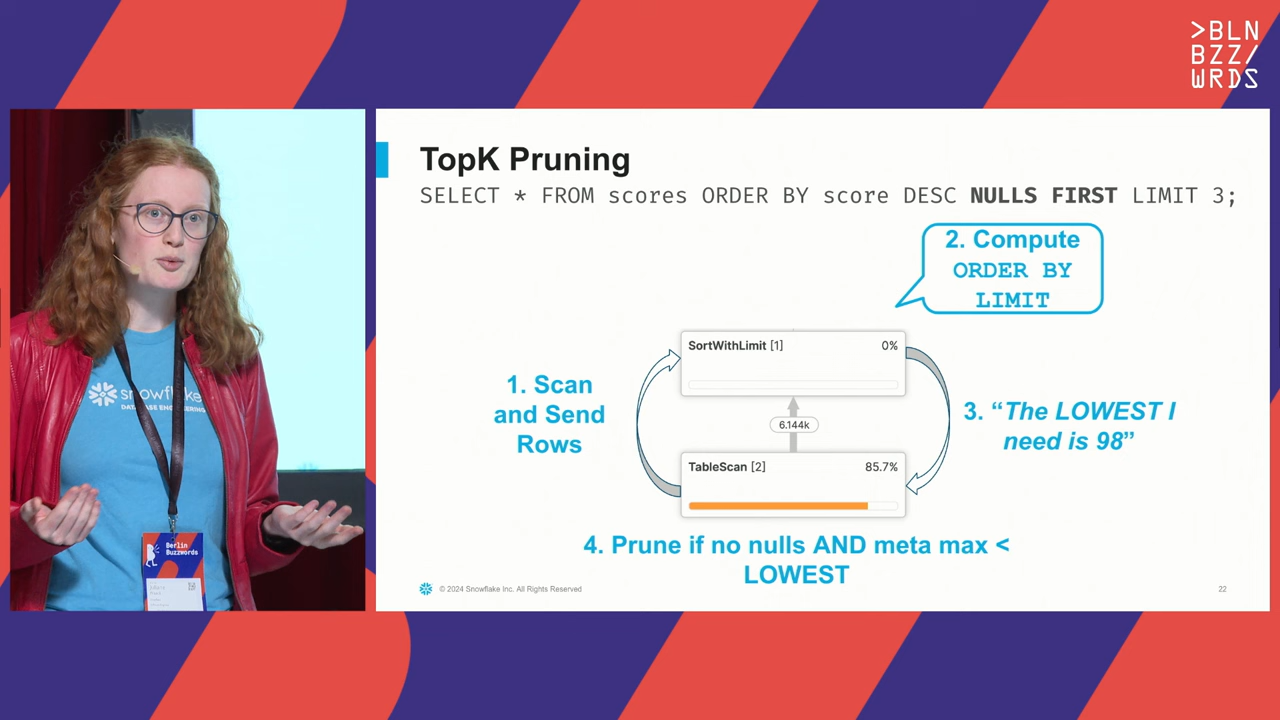 >BLN
BZZ/
WRDS
TopK Pruning
SELECT * FROM scores ORDER BY score DESC NULLS FIRST LIMIT 3;
2. Compute
ORDER BY
LIMIT
SortWithLimit [1] 0%
1. Scan
and Send
Rows
6.144k
3. “The LOWEST I
need is 98”
TableScan [2] 85.7%
4. Prune if no nulls AND meta max <
LOWEST
© 2024 Snowflake Inc. All Rights Reserved
22
snowflake
DATABASE ENGINEERING
Berlin
Buzzwords